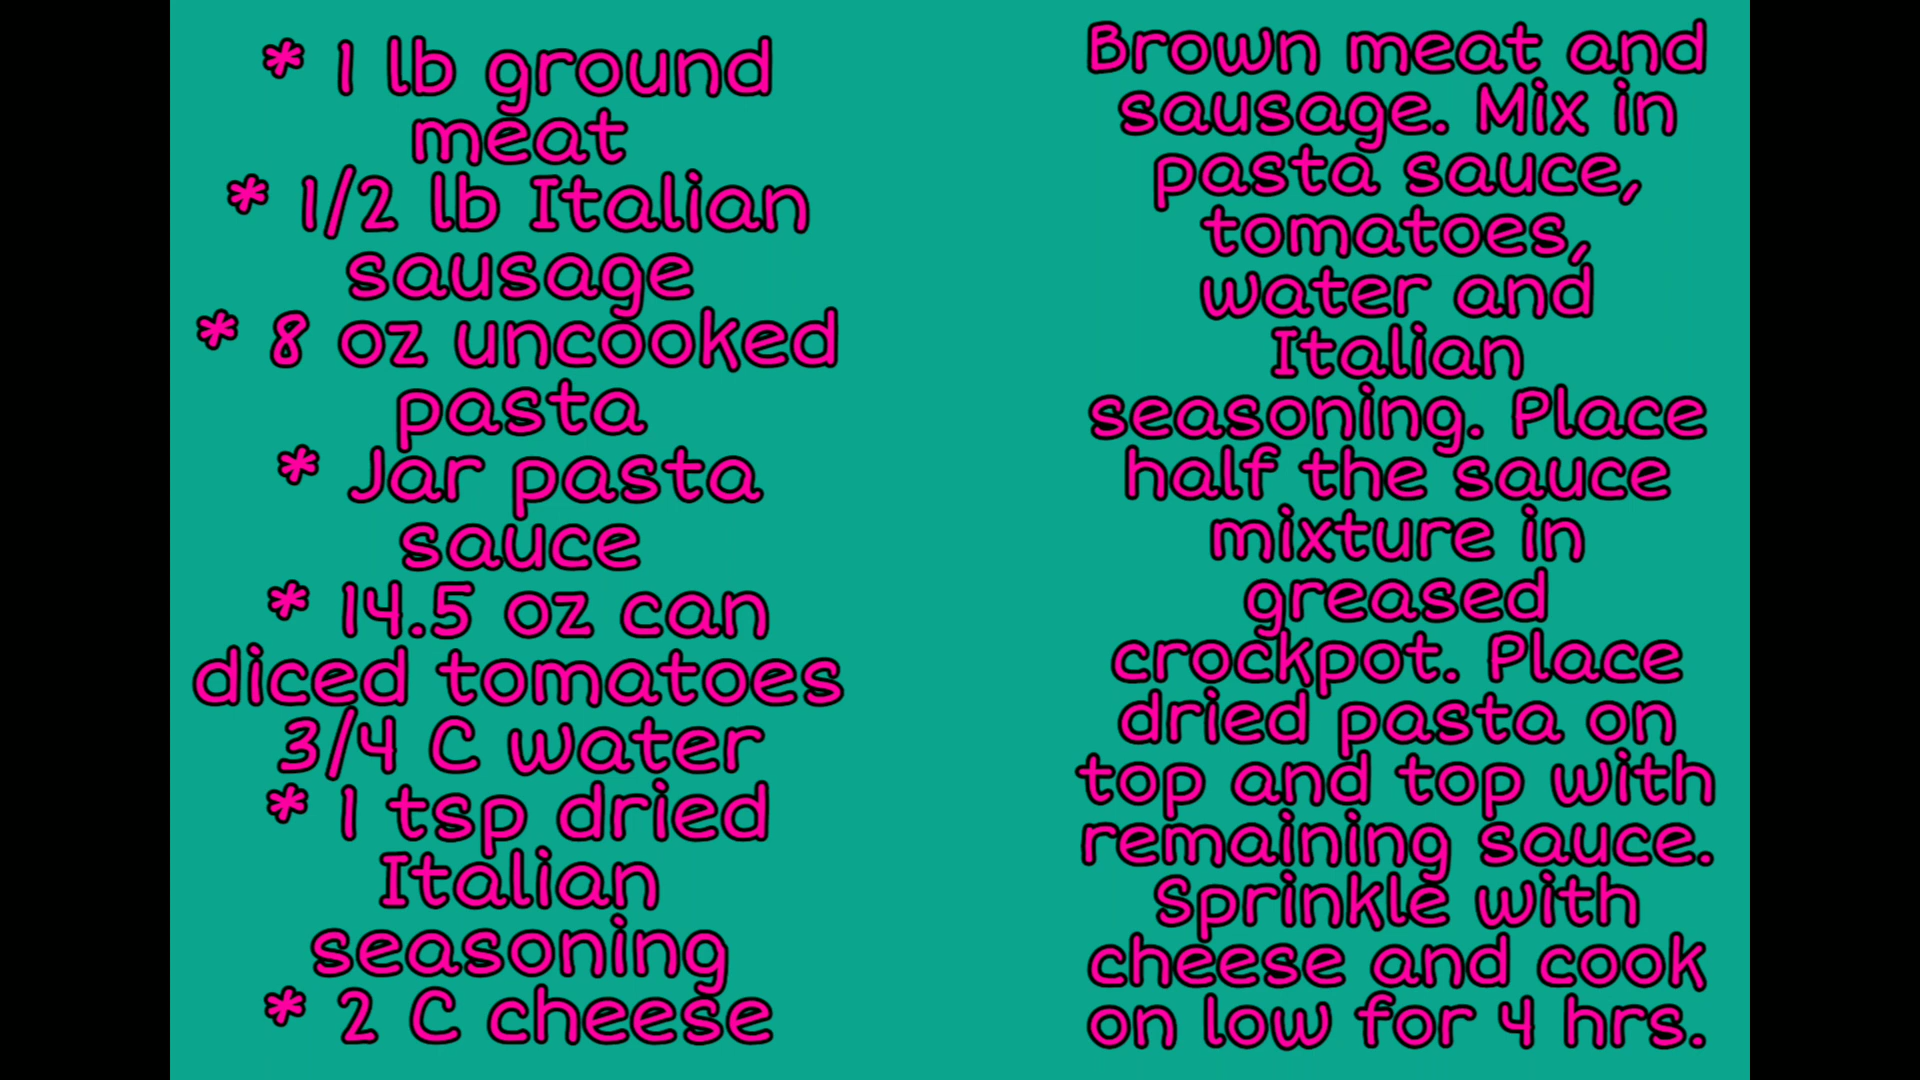 * 1 lb ground
meat
* 1/2 lb Italian
sausage
* 8 oz uncooked
pasta
* Jar pasta
sauce
* 14.5 oz can
diced tomatoes
3/4 C water
* 1 tsp dried
Italian
seasoning
* 2 C cheese
Brown meat and
sausage. Mix in
pasta sauce,
tomatoes,
water and
Italian
seasoning. Place
half the sauce
mixture in
greased
crockpot. Place
dried pasta on
top and top with
remaining sauce.
Sprinkle with
cheese and cook
on low for 4 hrs.